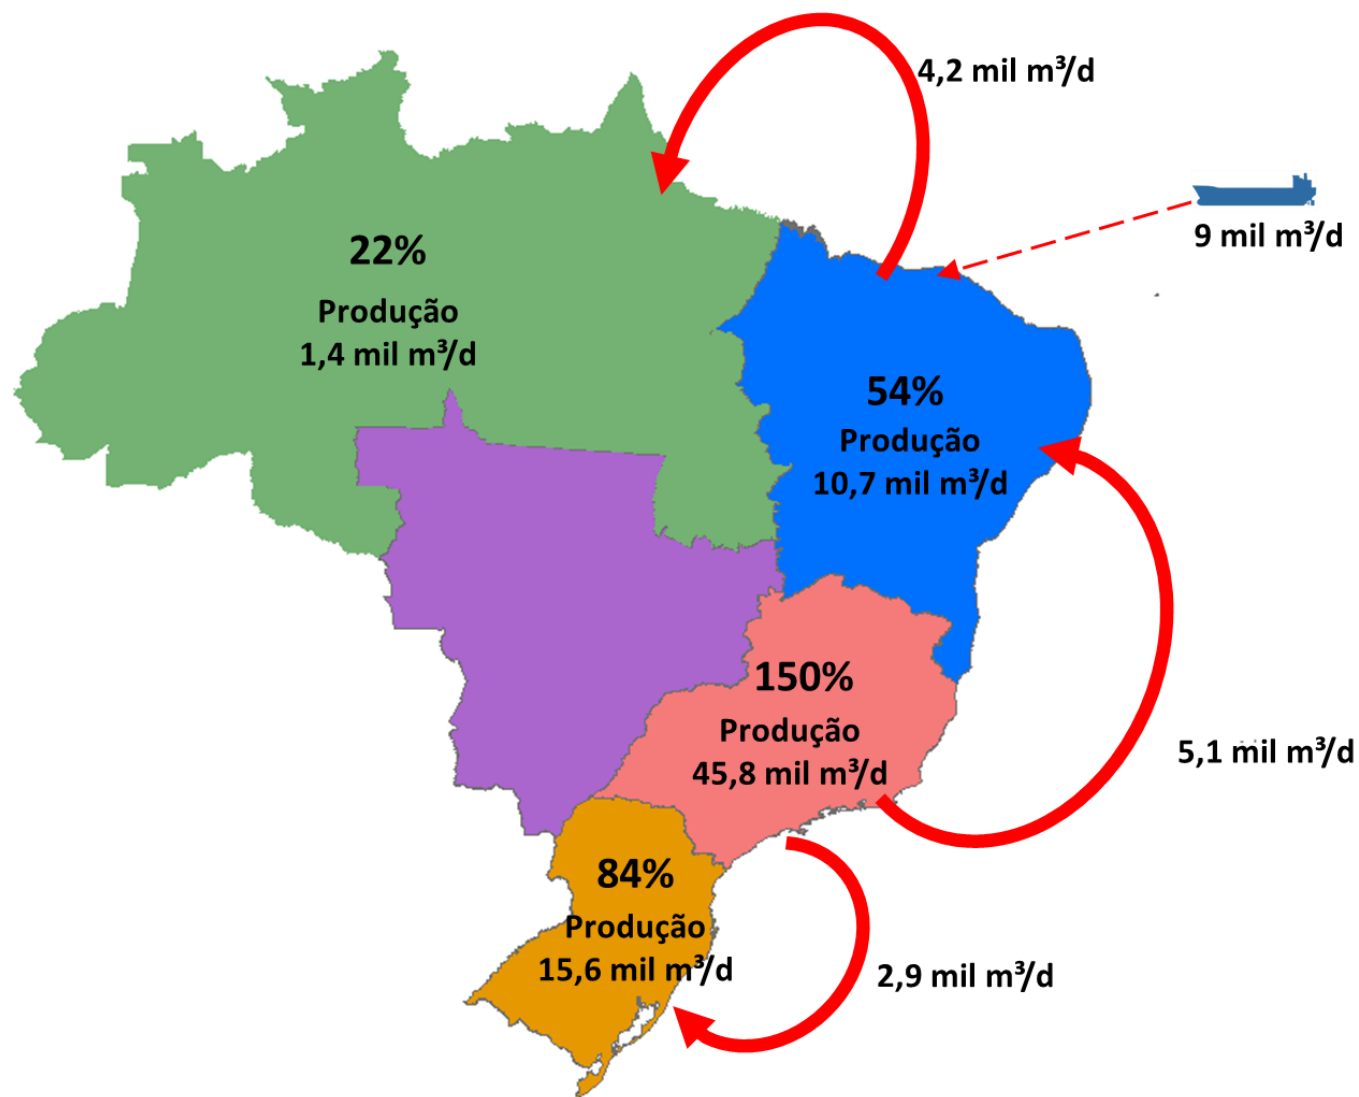 4,2 mil m³/d
9 mil m³/d
22%
Produção
1,4 mil m³/d
54%
Produção
10,7 mil m³/d
150%
Produção
45,8 mil m³/d
5,1 mil m³/d
84%
Produção
15,6 mil m³/d
2,9 mil m³/d